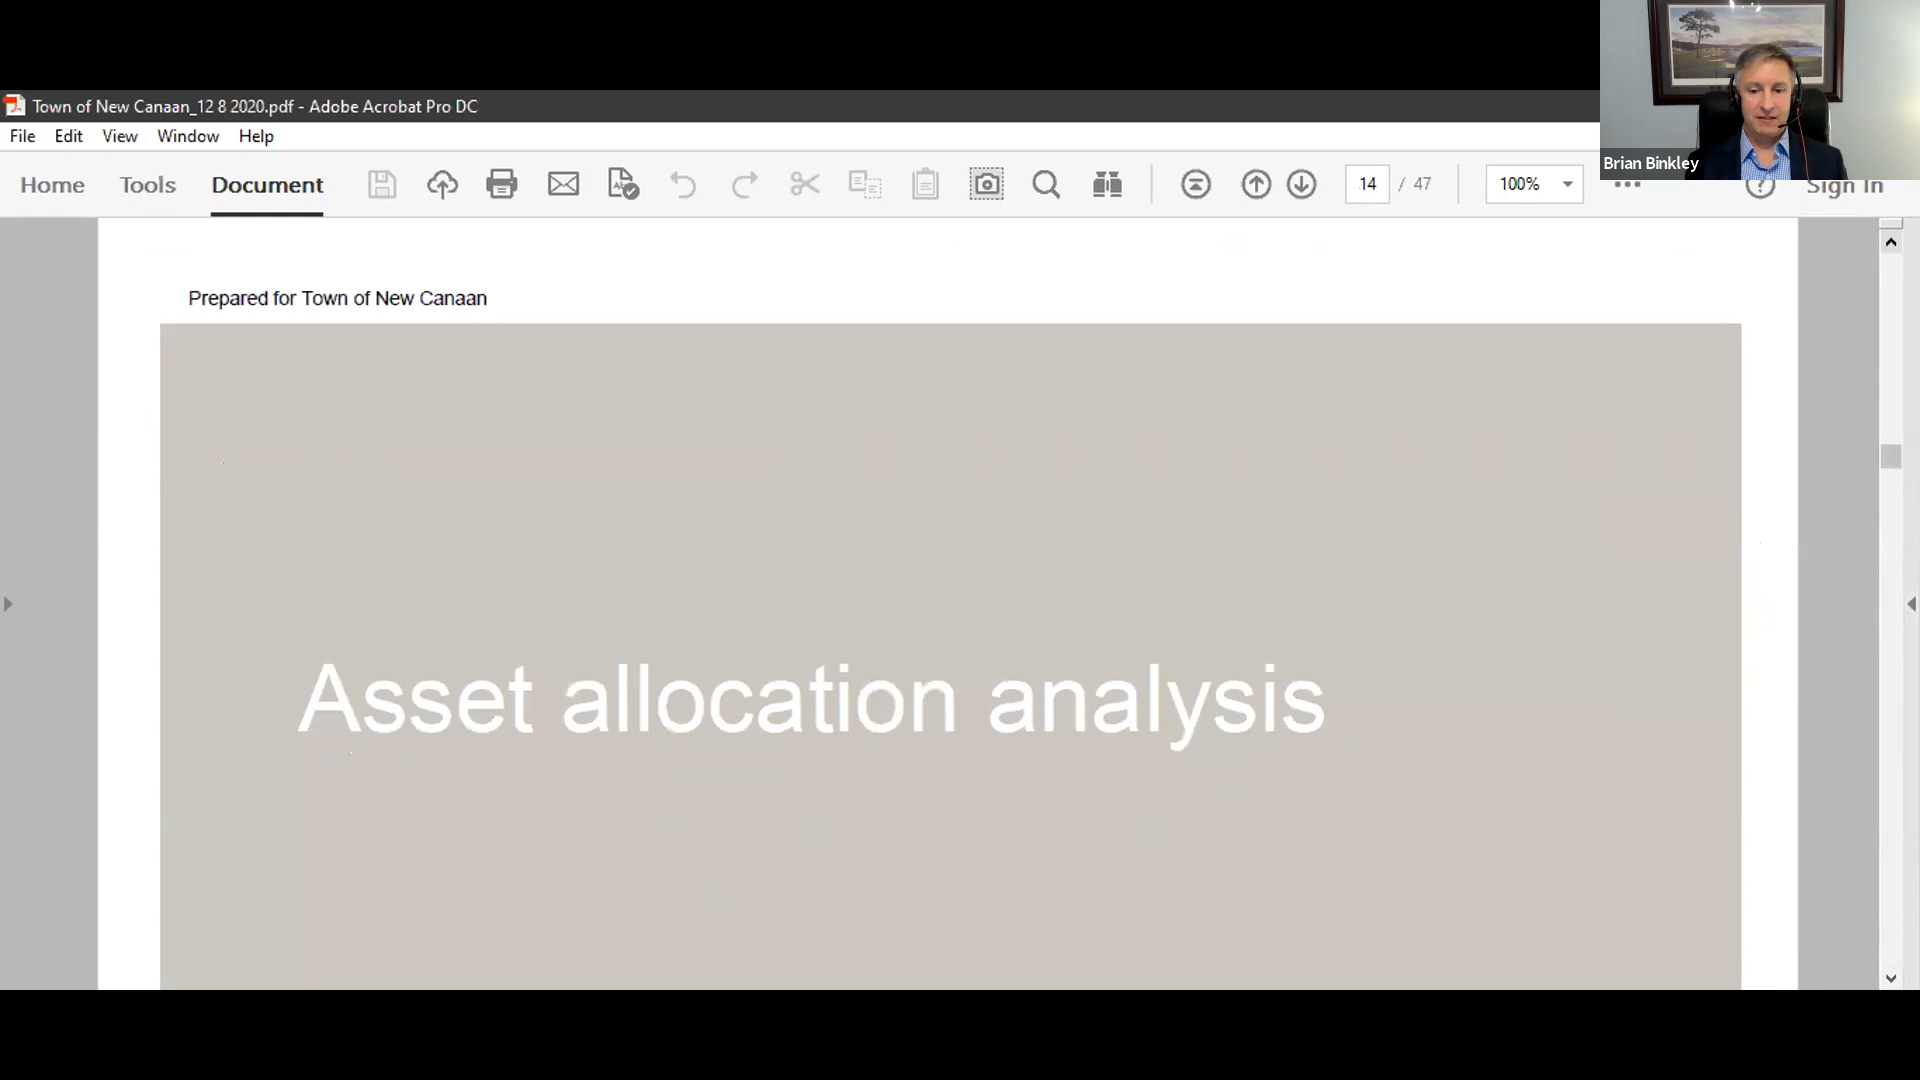 Town of New Canaan_12 8 2020.pdf - Adobe Acrobat Pro DC
File Edit View Window Help
Brian Binkley
Home Tools Document 14 / 47 100% Sign In
Prepared for Town of New Canaan
Asset allocation analysis